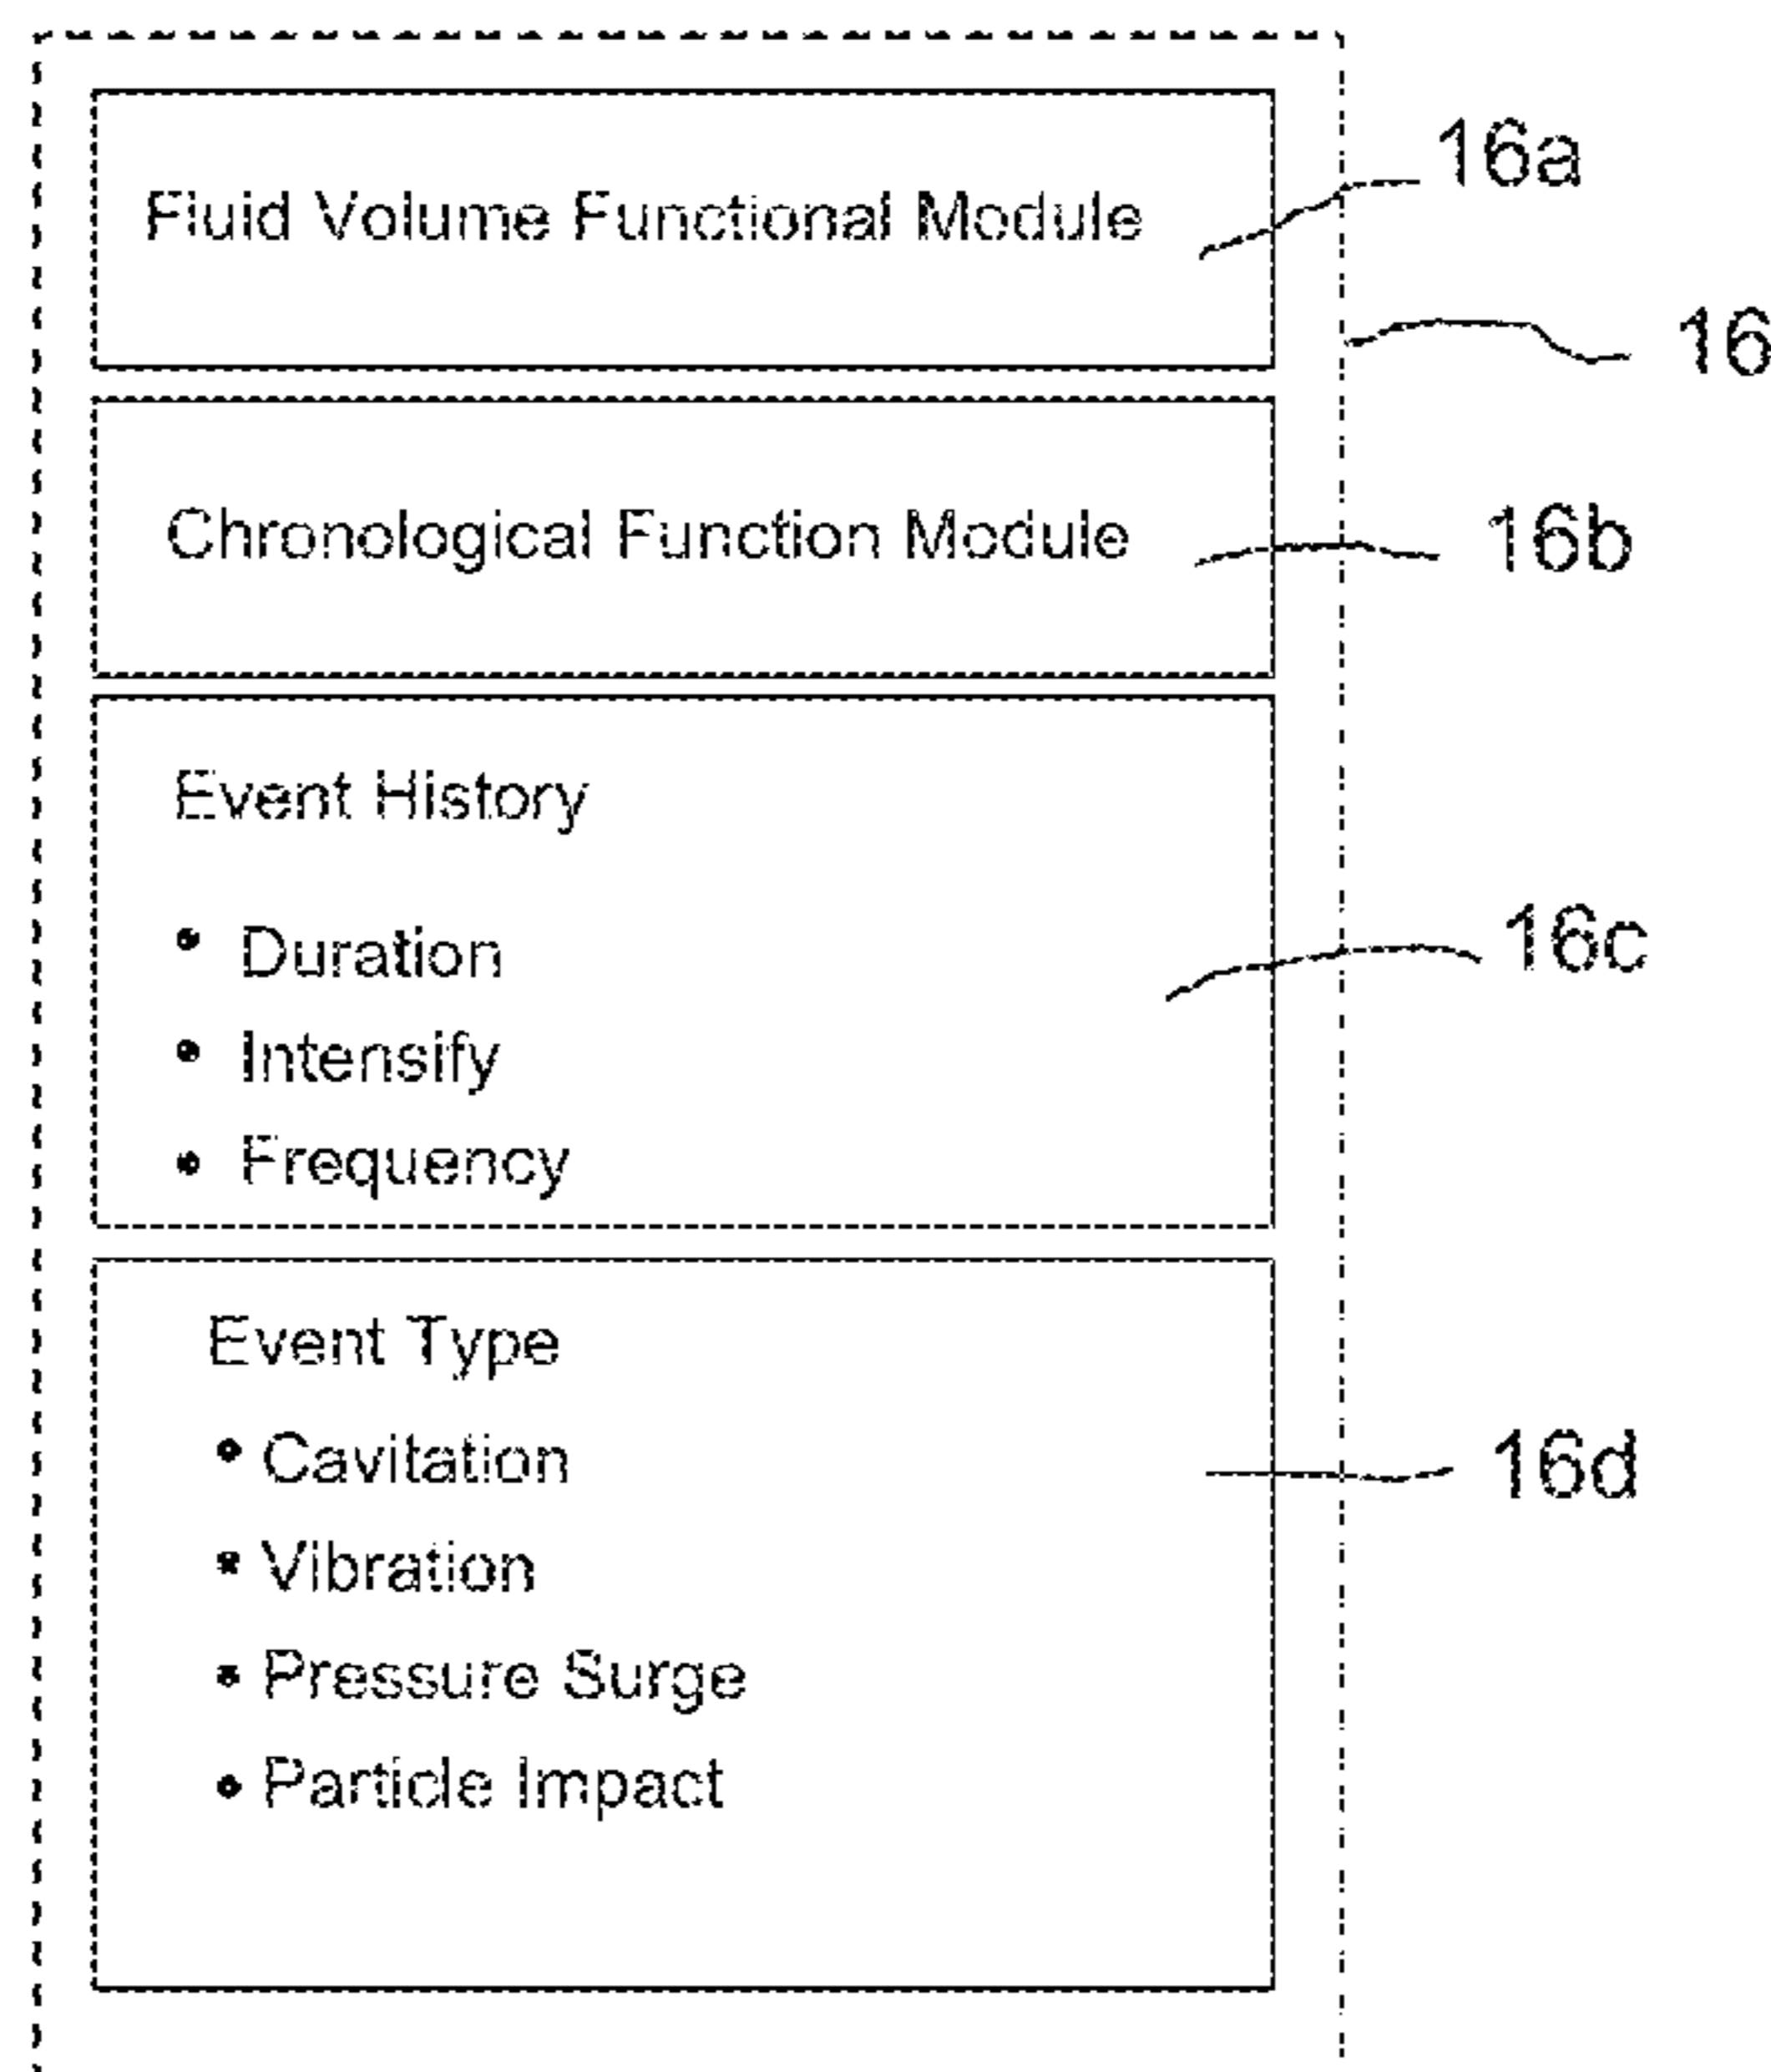 Fluid Volume Functional Module
16a
16
Chronological Function Module
16b
Event History
• Duration
• Intensify
• Frequency
16c
Event Type
• Cavitation
• Vibration
• Pressure Surge
• Particle Impact
16d